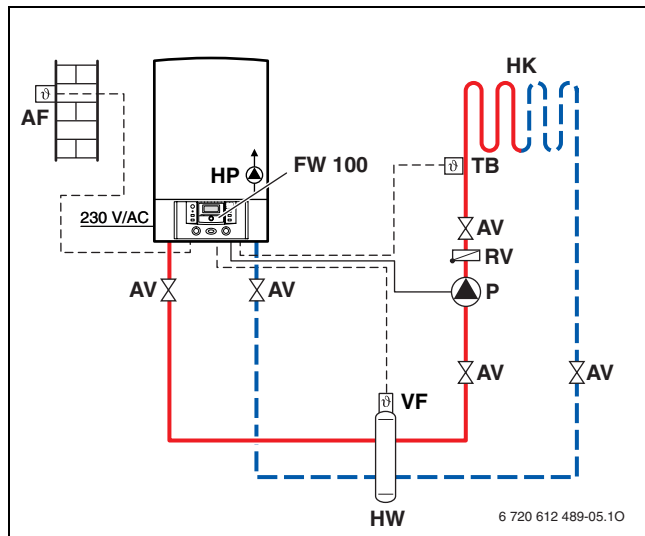 HK
ϑ
AF
ϑ
TB
FW 100
HP
230 V/AC
AV
RV
AV
AV
P
AV
AV
ϑ
VF
HW
6 720 612 489-05.1O